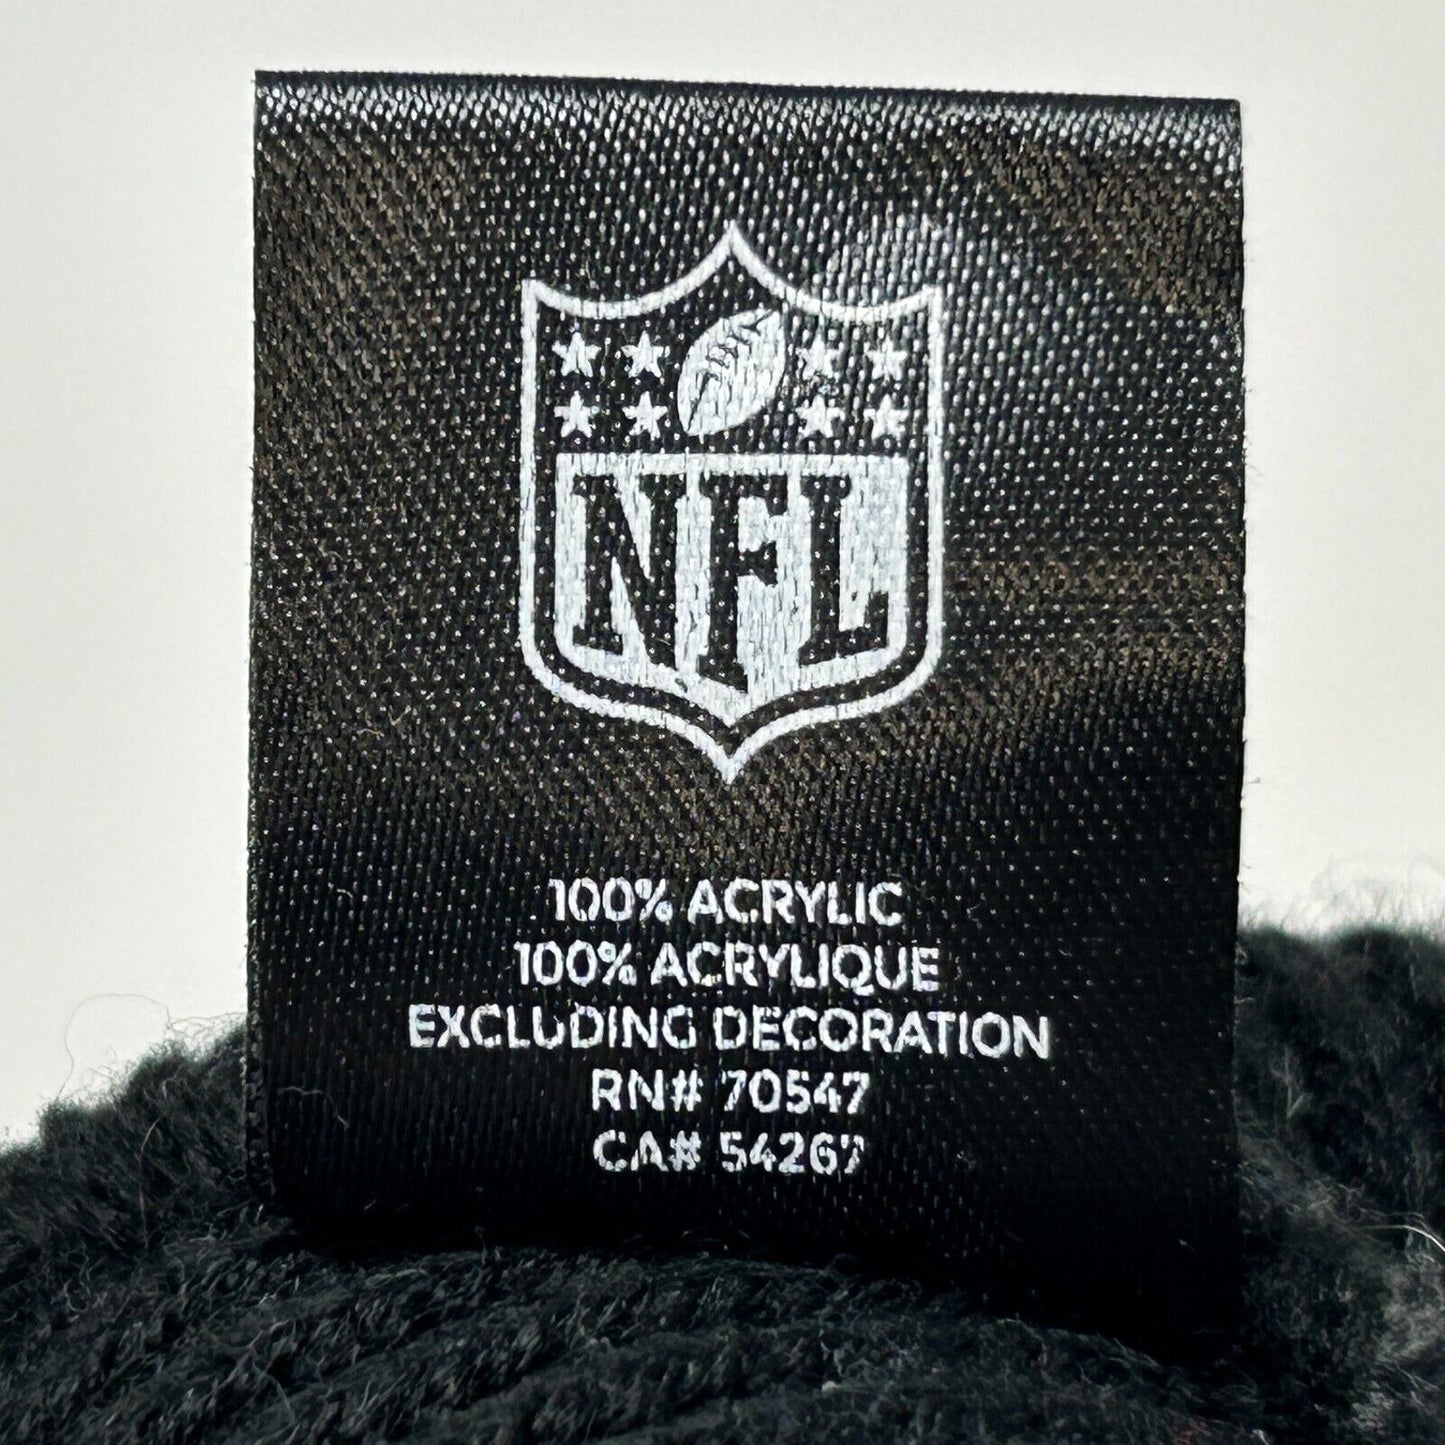 NFL
100% ACRYLIC
100% ACRYLIQUE
EXCLUDING DECORATION
RN# 70547
CA# 54267